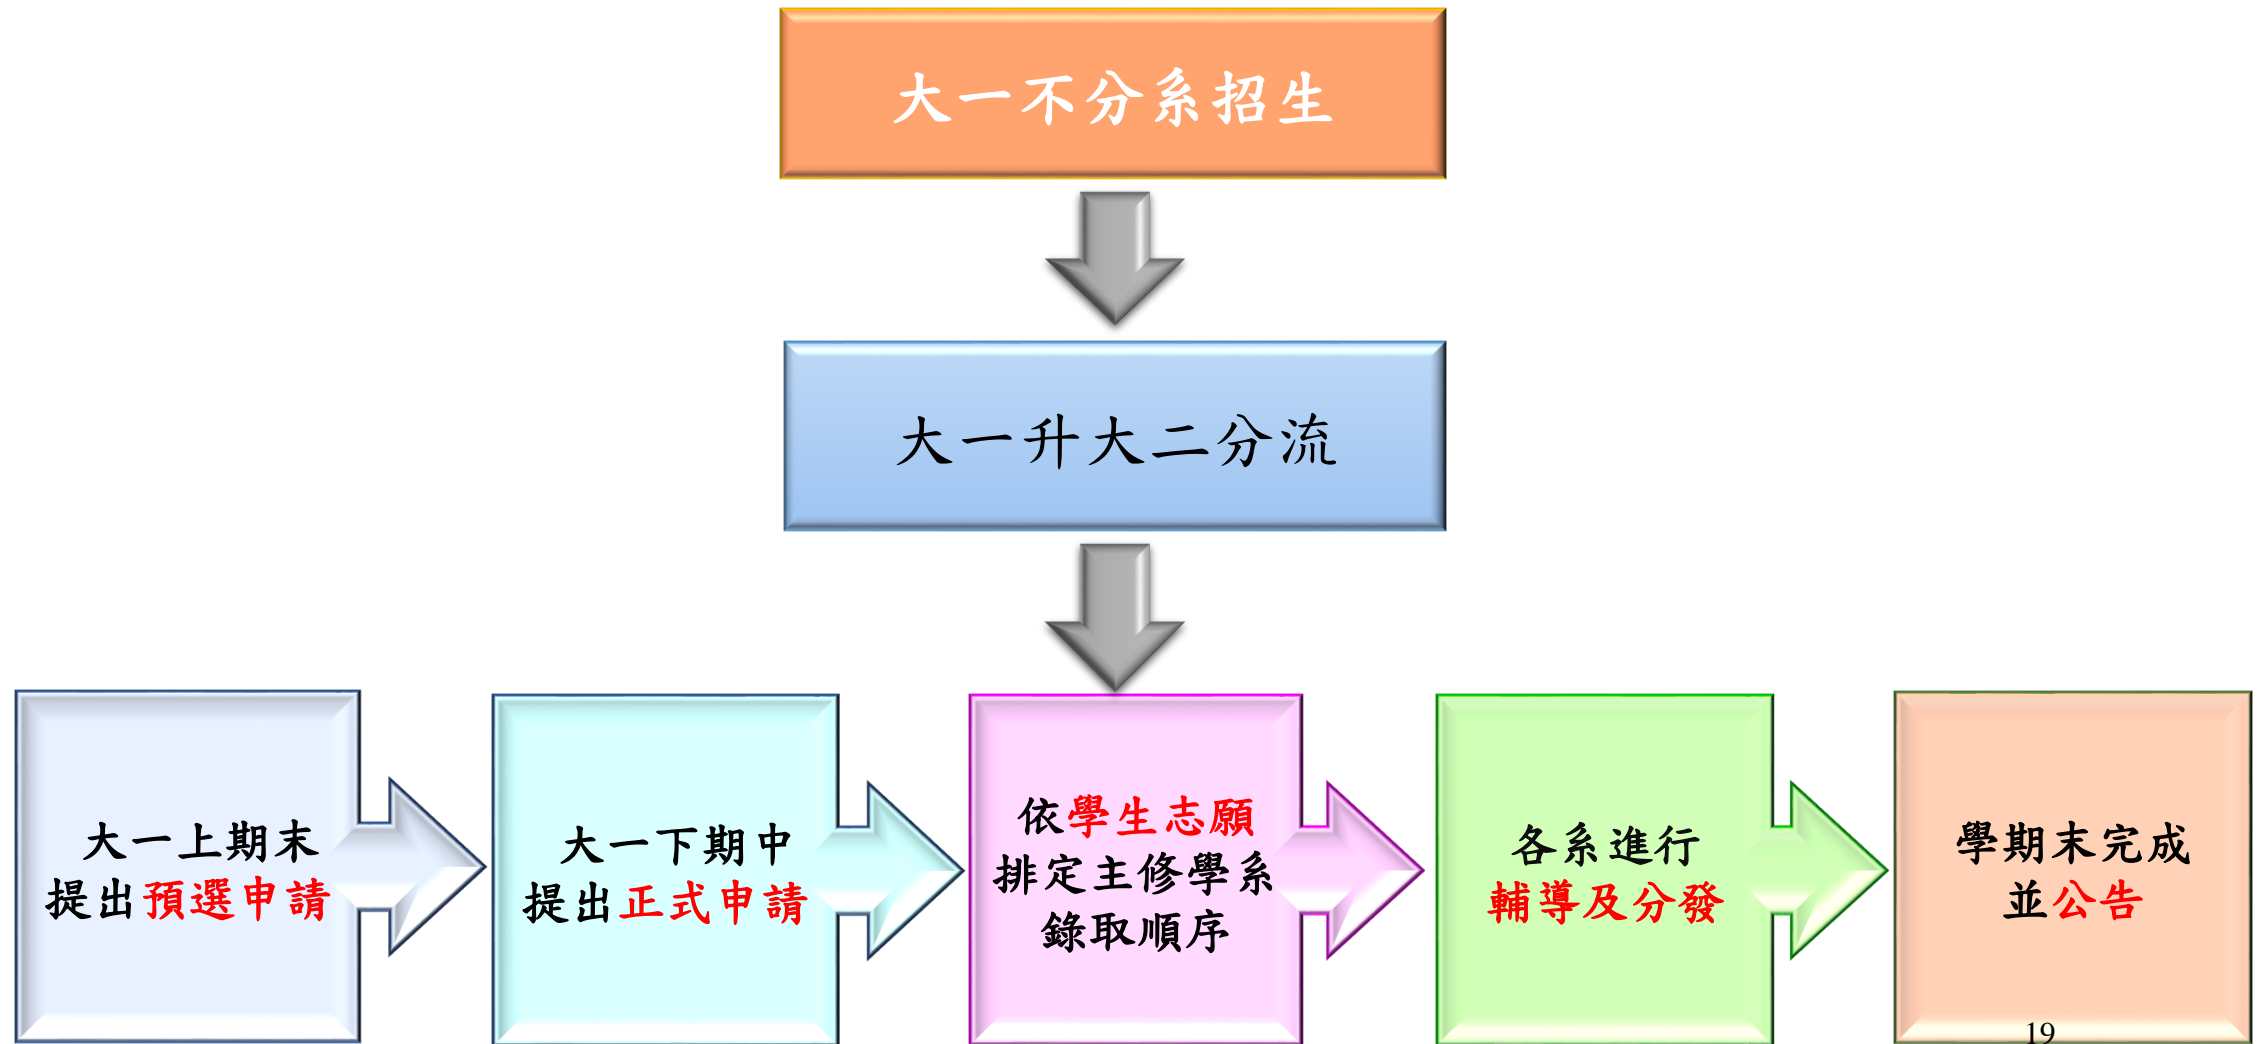 大一不分系招生
大一升大二分流
大一上期末
提出預選申請
大一下期中
提出正式申請
依學生志願
排定主修學系
錄取順序
各系進行
輔導及分發
學期末完成
並公告
19